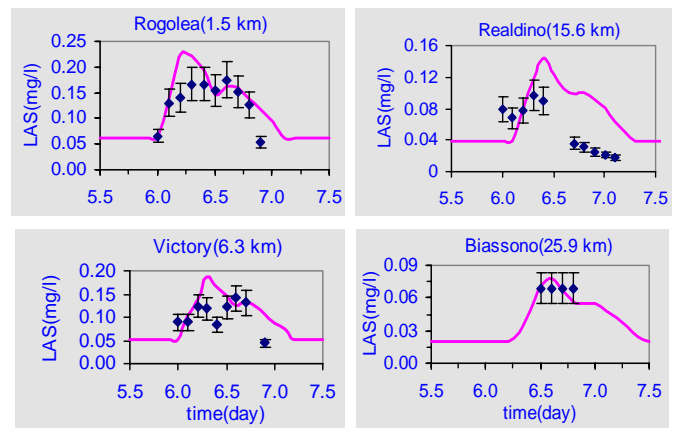 Rogolea(1.5 km)
LAS(mg/l)
0.25
0.20
0.15
0.10
0.05
0.00
5.5 6.0 6.5 7.0 7.5
Realdino(15.6 km)
LAS(mg/l)
0.16
0.12
0.08
0.04
0
5.5 6.0 6.5 7.0 7.5
Victory(6.3 km)
LAS(mg/l)
0.20
0.15
0.10
0.05
0.00
5.5 6.0 6.5 7.0 7.5
time(day)
Biassono(25.9 km)
LAS(mg/l)
0.09
0.06
0.03
0.00
5.5 6.0 6.5 7.0 7.5
time(day)